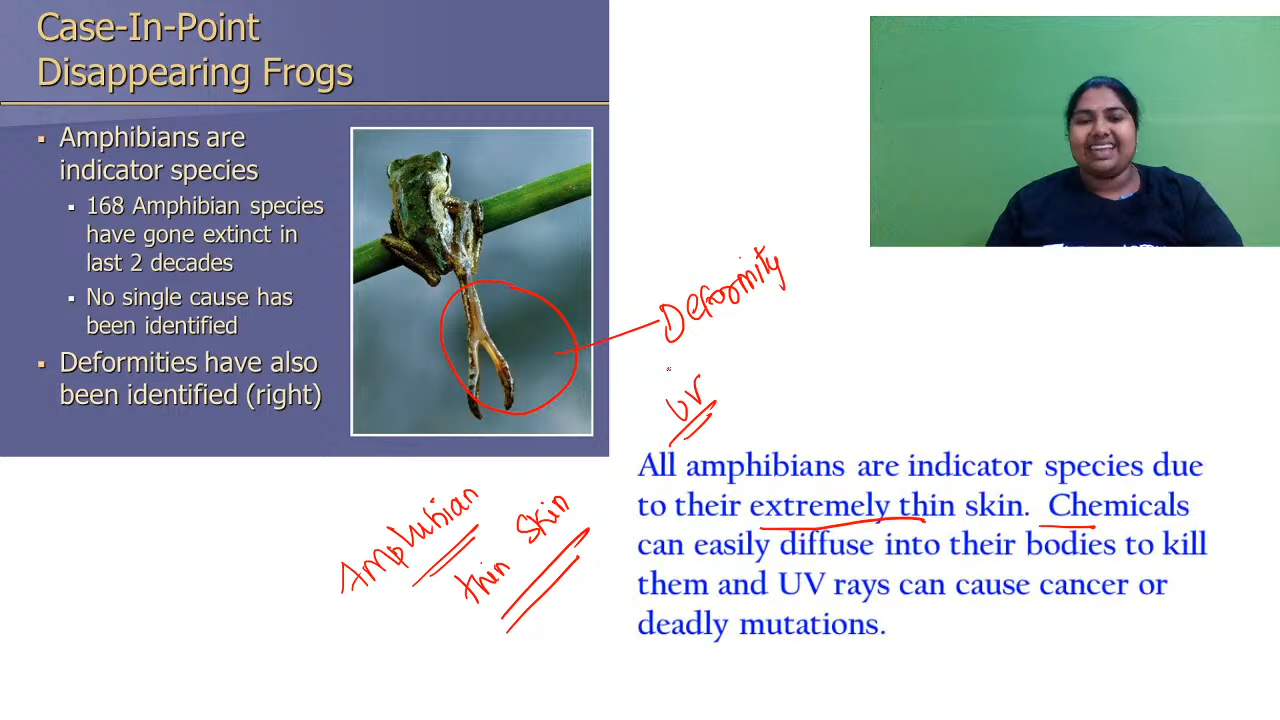 Case-In-Point
Disappearing Frogs
Amphibians are
indicator species
168 Amphibian species
have gone extinct in
last 2 decades
No single cause has
been identified
Deformities have also
been identified (right)
Deformity
UV
Amphibian
thin skin
All amphibians are indicator species due
to their extremely thin skin. Chemicals
can easily diffuse into their bodies to kill
them and UV rays can cause cancer or
deadly mutations.